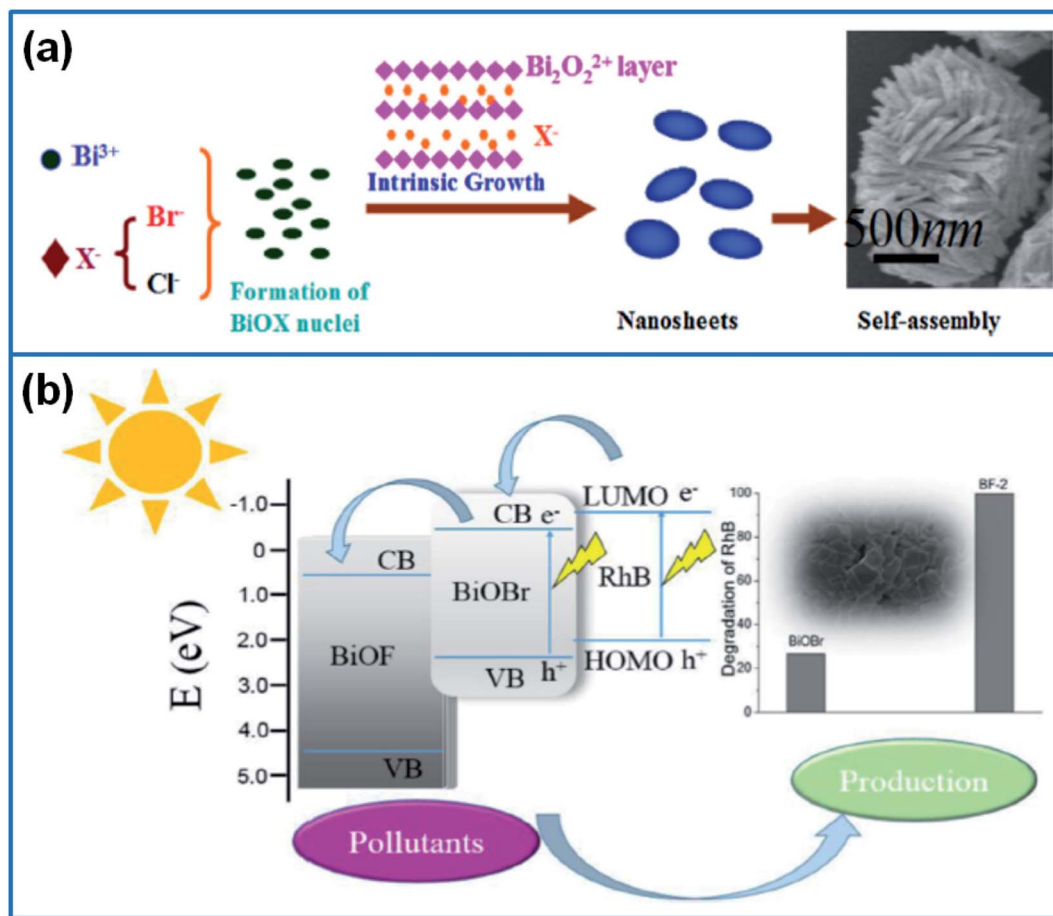 (a)
Bi³⁺
X⁻
Br⁻
Cl⁻
Formation of
BiOX nuclei
Bi₂O₂²⁺ layer
X⁻
Intrinsic Growth
Nanosheets
500nm
Self-assembly
(b)
E (eV)
-1.0
0
1.0
2.0
3.0
4.0
5.0
CB
BiOF
VB
CB e⁻
BiOBr
VB h⁺
LUMO e⁻
RhB
HOMO h⁺
Degradation of RhB
100
80
60
40
20
0
BiOBr
BF-2
Pollutants
Production